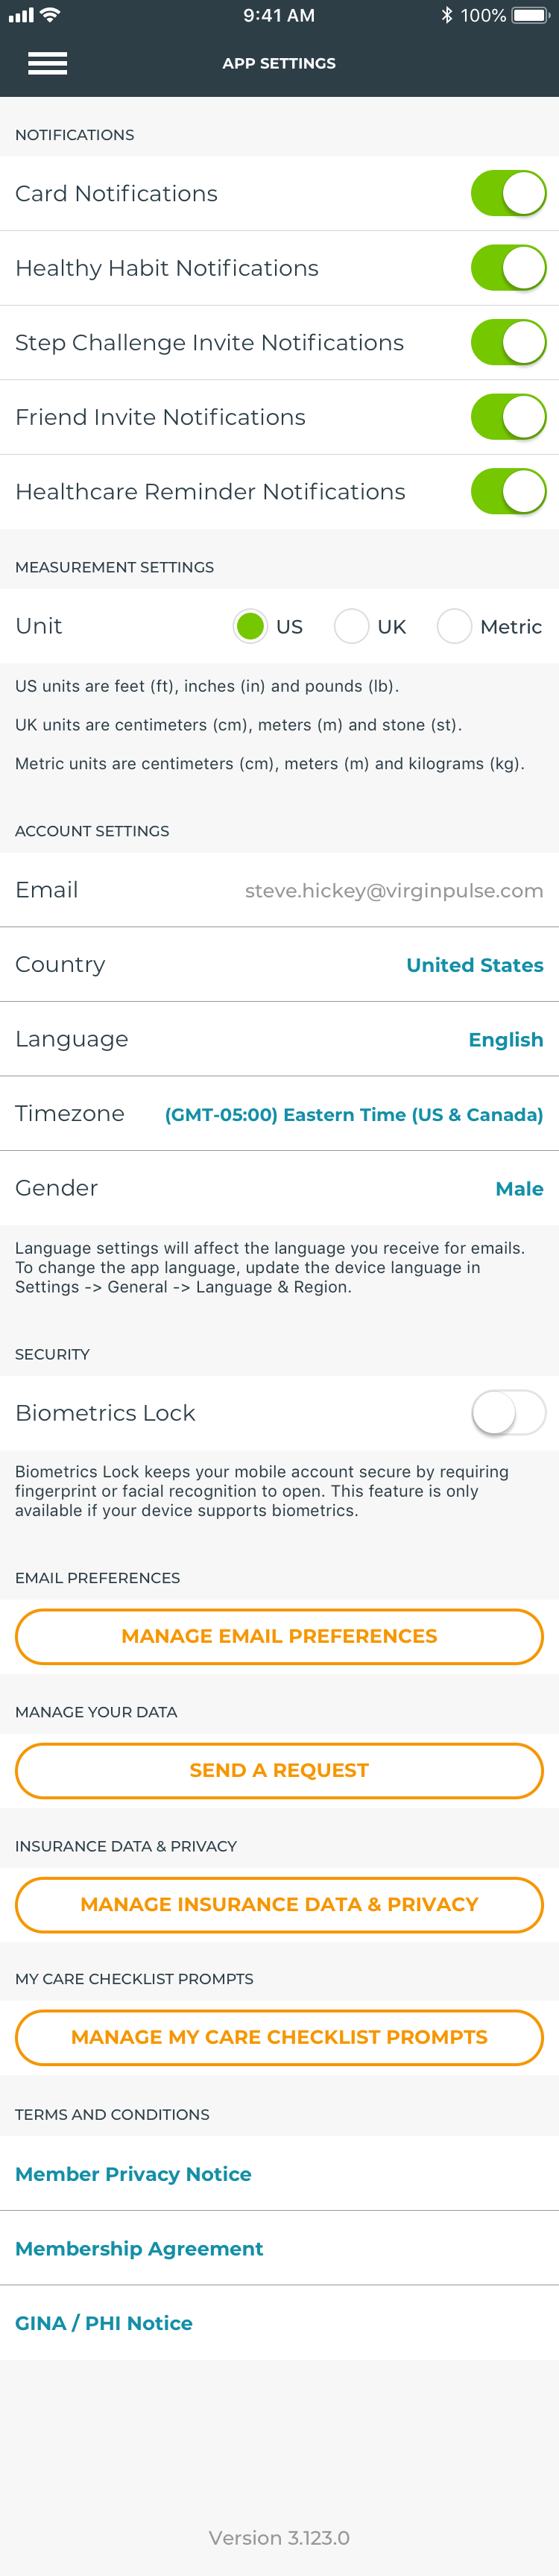 9:41 AM
100%
APP SETTINGS
NOTIFICATIONS
Card Notifications
Healthy Habit Notifications
Step Challenge Invite Notifications
Friend Invite Notifications
Healthcare Reminder Notifications
MEASUREMENT SETTINGS
Unit US UK Metric
US units are feet (ft), inches (in) and pounds (lb).
UK units are centimeters (cm), meters (m) and stone (st).
Metric units are centimeters (cm), meters (m) and kilograms (kg).
ACCOUNT SETTINGS
Email steve.hickey@virginpulse.com
Country United States
Language English
Timezone (GMT-05:00) Eastern Time (US & Canada)
Gender Male
Language settings will affect the language you receive for emails.
To change the app language, update the device language in
Settings -> General -> Language & Region.
SECURITY
Biometrics Lock
Biometrics Lock keeps your mobile account secure by requiring
fingerprint or facial recognition to open. This feature is only
available if your device supports biometrics.
EMAIL PREFERENCES
MANAGE EMAIL PREFERENCES
MANAGE YOUR DATA
SEND A REQUEST
INSURANCE DATA & PRIVACY
MANAGE INSURANCE DATA & PRIVACY
MY CARE CHECKLIST PROMPTS
MANAGE MY CARE CHECKLIST PROMPTS
TERMS AND CONDITIONS
Member Privacy Notice
Membership Agreement
GINA / PHI Notice
Version 3.123.0